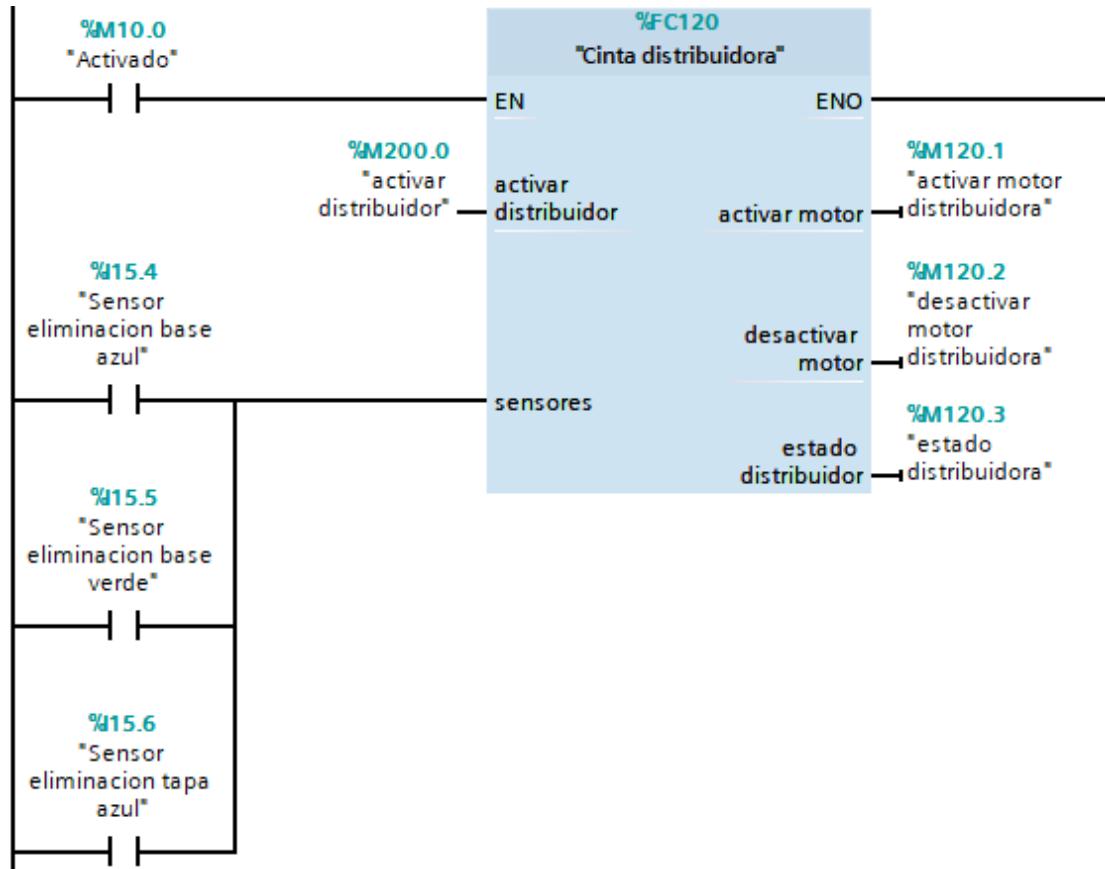 %M10.0
"Activado"
%FC120
"Cinta distribuidora"
EN
ENO
%M200.0
"activar
distribuidor"
activar
distribuidor
activar motor
%M120.1
"activar motor
distribuidora"
%I15.4
"Sensor
eliminacion base
azul"
desactivar
motor
%M120.2
"desactivar
motor
distribuidora"
sensores
estado
distribuidor
%M120.3
"estado
distribuidora"
%I15.5
"Sensor
eliminacion base
verde"
%I15.6
"Sensor
eliminacion tapa
azul"